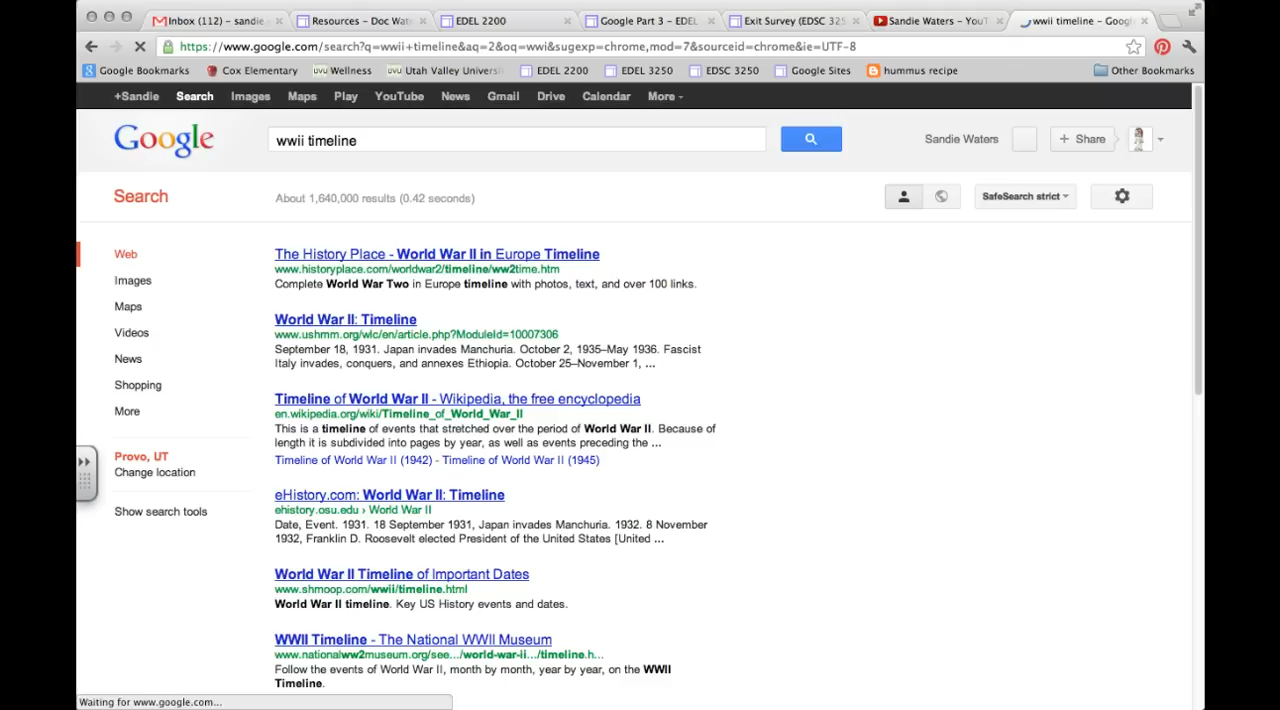 Inbox (112) – sandie.
Resources - Doc Wate
EDEL 2200
Google Part 3 – EDEL
Exit Survey (EDSC 325
Sandie Waters – YouT
wwii timeline – Google
https://www.google.com/search?q=wwii+timeline&aq=2&oq=wwi&sugexp=chrome,mod=7&sourceid=chrome&ie=UTF-8
Google Bookmarks
Cox Elementary
uvu Wellness
uvu Utah Valley Universi
EDEL 2200
EDEL 3250
EDSC 3250
Google Sites
hummus recipe
Other Bookmarks
+Sandie Search Images Maps Play YouTube News Gmail Drive Calendar More
Google
wwii timeline
Sandie Waters
+ Share
Search
About 1,640,000 results (0.42 seconds)
SafeSearch strict
Web
Images
Maps
Videos
News
Shopping
More
Provo, UT
Change location
Show search tools
The History Place - World War II in Europe Timeline
www.historyplace.com/worldwar2/timeline/ww2time.htm
Complete World War Two in Europe timeline with photos, text, and over 100 links.
World War II: Timeline
www.ushmm.org/wlc/en/article.php?ModuleId=10007306
September 18, 1931. Japan invades Manchuria. October 2, 1935–May 1936. Fascist
Italy invades, conquers, and annexes Ethiopia. October 25–November 1, ...
Timeline of World War II - Wikipedia, the free encyclopedia
en.wikipedia.org/wiki/Timeline_of_World_War_II
This is a timeline of events that stretched over the period of World War II. Because of
length it is subdivided into pages by year, as well as events preceding the ...
Timeline of World War II (1942) - Timeline of World War II (1945)
eHistory.com: World War II: Timeline
ehistory.osu.edu › World War II
Date, Event. 1931. 18 September 1931, Japan invades Manchuria. 1932. 8 November
1932, Franklin D. Roosevelt elected President of the United States [United ...
World War II Timeline of Important Dates
www.shmoop.com/wwii/timeline.html
World War II timeline. Key US History events and dates.
WWII Timeline - The National WWII Museum
www.nationalww2museum.org/see.../world-war-ii.../timeline.h...
Follow the events of World War II, month by month, year by year, on the WWII
Timeline.
Waiting for www.google.com...